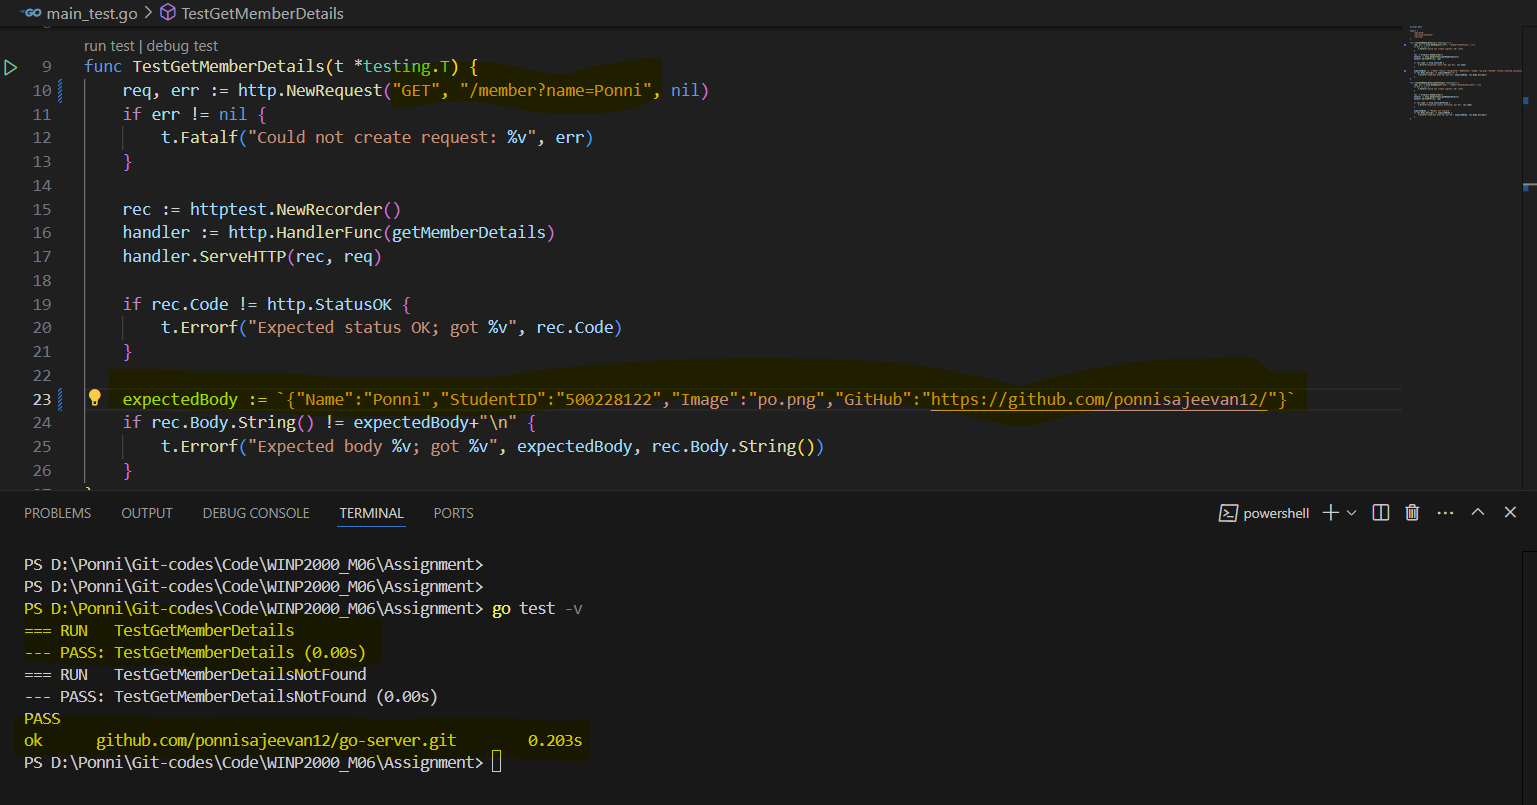 main_test.go > TestGetMemberDetails
run test | debug test
9 func TestGetMemberDetails(t *testing.T) {
10 req, err := http.NewRequest("GET", "/member?name=Ponni", nil)
11 if err != nil {
12 t.Fatalf("Could not create request: %v", err)
13 }
14
15 rec := httptest.NewRecorder()
16 handler := http.HandlerFunc(getMemberDetails)
17 handler.ServeHTTP(rec, req)
18
19 if rec.Code != http.StatusOK {
20 t.Errorf("Expected status OK; got %v", rec.Code)
21 }
22
23 expectedBody := `{"Name":"Ponni","StudentID":"500228122","Image":"po.png","GitHub":"https://github.com/ponnisajeevan12/"}`
24 if rec.Body.String() != expectedBody+"\n" {
25 t.Errorf("Expected body %v; got %v", expectedBody, rec.Body.String())
26 }
PROBLEMS OUTPUT DEBUG CONSOLE TERMINAL PORTS powershell
PS D:\Ponni\Git-codes\Code\WINP2000_M06\Assignment>
PS D:\Ponni\Git-codes\Code\WINP2000_M06\Assignment>
PS D:\Ponni\Git-codes\Code\WINP2000_M06\Assignment> go test -v
=== RUN   TestGetMemberDetails
--- PASS: TestGetMemberDetails (0.00s)
=== RUN   TestGetMemberDetailsNotFound
--- PASS: TestGetMemberDetailsNotFound (0.00s)
PASS
ok      github.com/ponnisajeevan12/go-server.git        0.203s
PS D:\Ponni\Git-codes\Code\WINP2000_M06\Assignment>